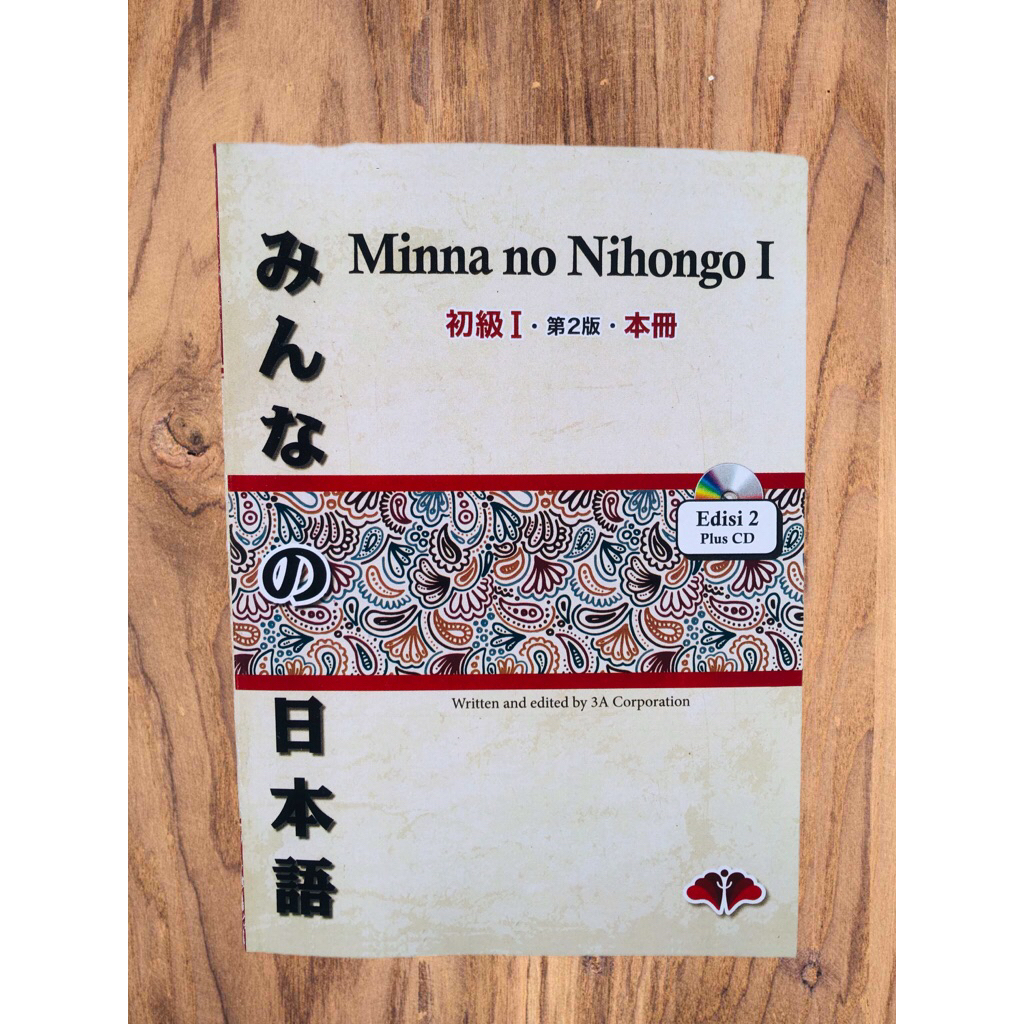 みんなの日本語
Minna no Nihongo I
初級 I・第2版・本冊
Edisi 2
Plus CD
Written and edited by 3A Corporation